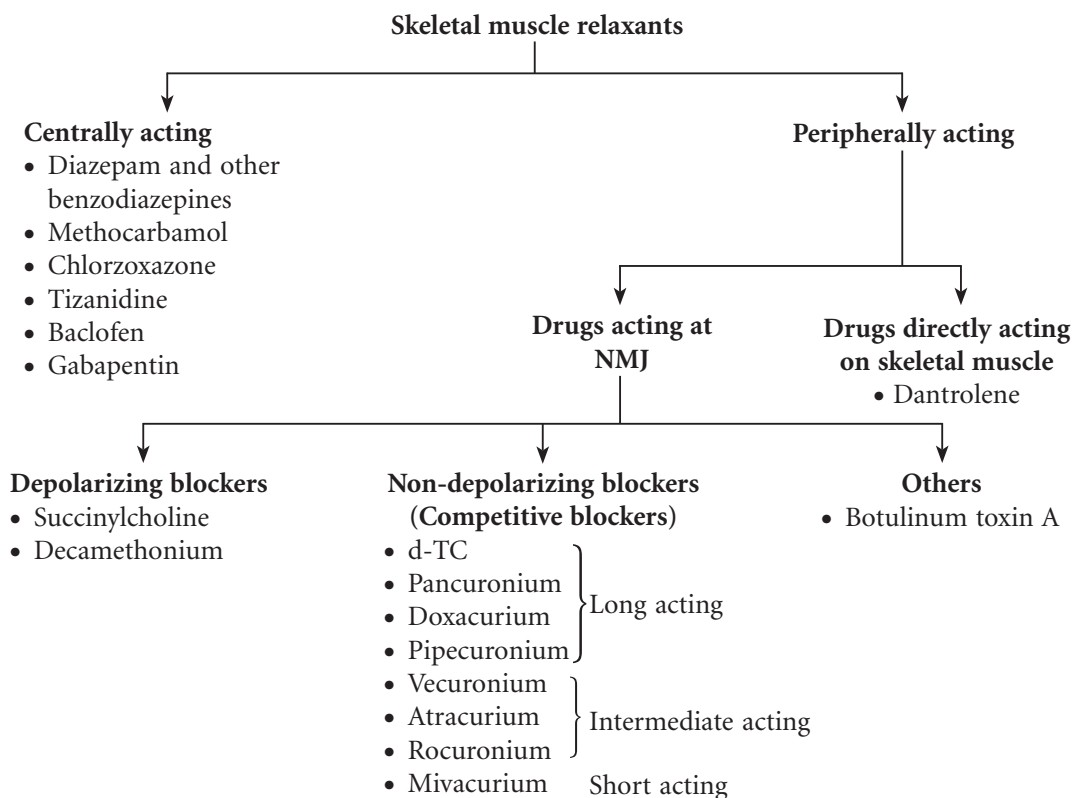 Skeletal muscle relaxants
Centrally acting
• Diazepam and other
benzodiazepines
• Methocarbamol
• Chlorzoxazone
• Tizanidine
• Baclofen
• Gabapentin
Peripherally acting
Drugs acting at
NMJ
Drugs directly acting
on skeletal muscle
• Dantrolene
Depolarizing blockers
• Succinylcholine
• Decamethonium
Non-depolarizing blockers
(Competitive blockers)
• d-TC
• Pancuronium
• Doxacurium
• Pipecuronium
Long acting
• Vecuronium
• Atracurium
• Rocuronium
Intermediate acting
• Mivacurium Short acting
Others
• Botulinum toxin A